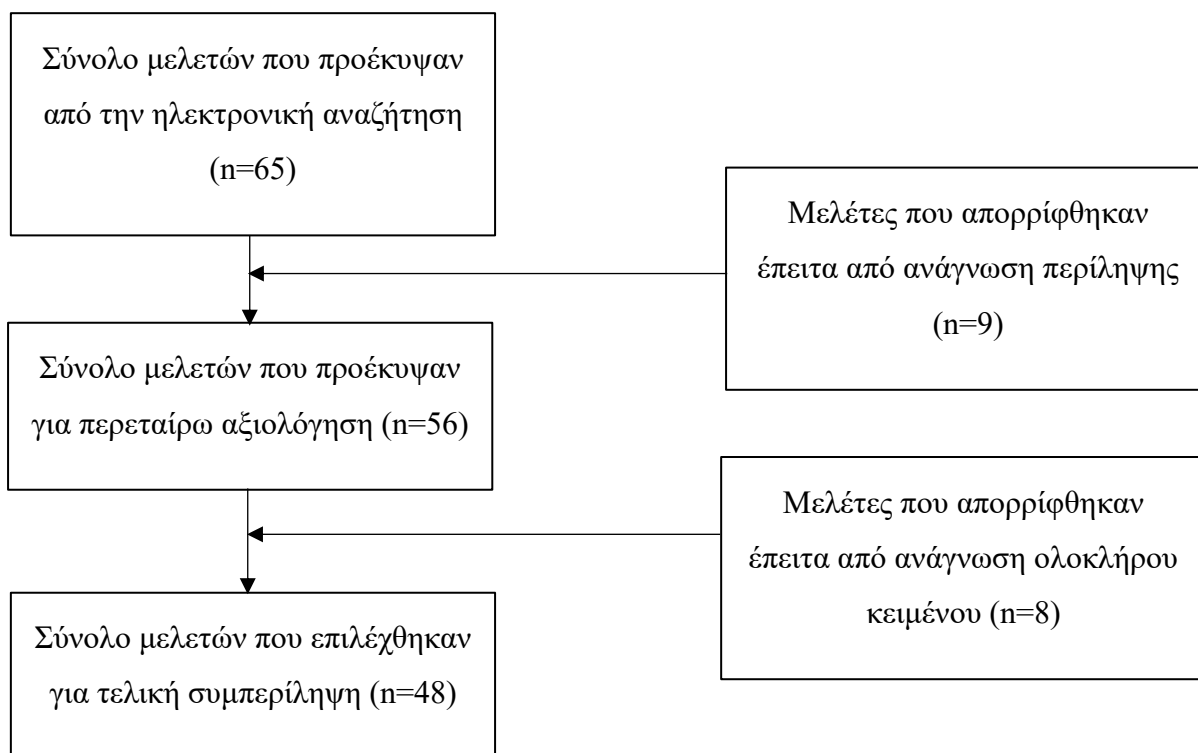 Σύνολο μελετών που προέκυψαν
από την ηλεκτρονική αναζήτηση
(n=65)
Μελέτες που απορρίφθηκαν
έπειτα από ανάγνωση περίληψης
(n=9)
Σύνολο μελετών που προέκυψαν
για περεταίρω αξιολόγηση (n=56)
Μελέτες που απορρίφθηκαν
έπειτα από ανάγνωση ολοκλήρου
κειμένου (n=8)
Σύνολο μελετών που επιλέχθηκαν
για τελική συμπερίληψη (n=48)